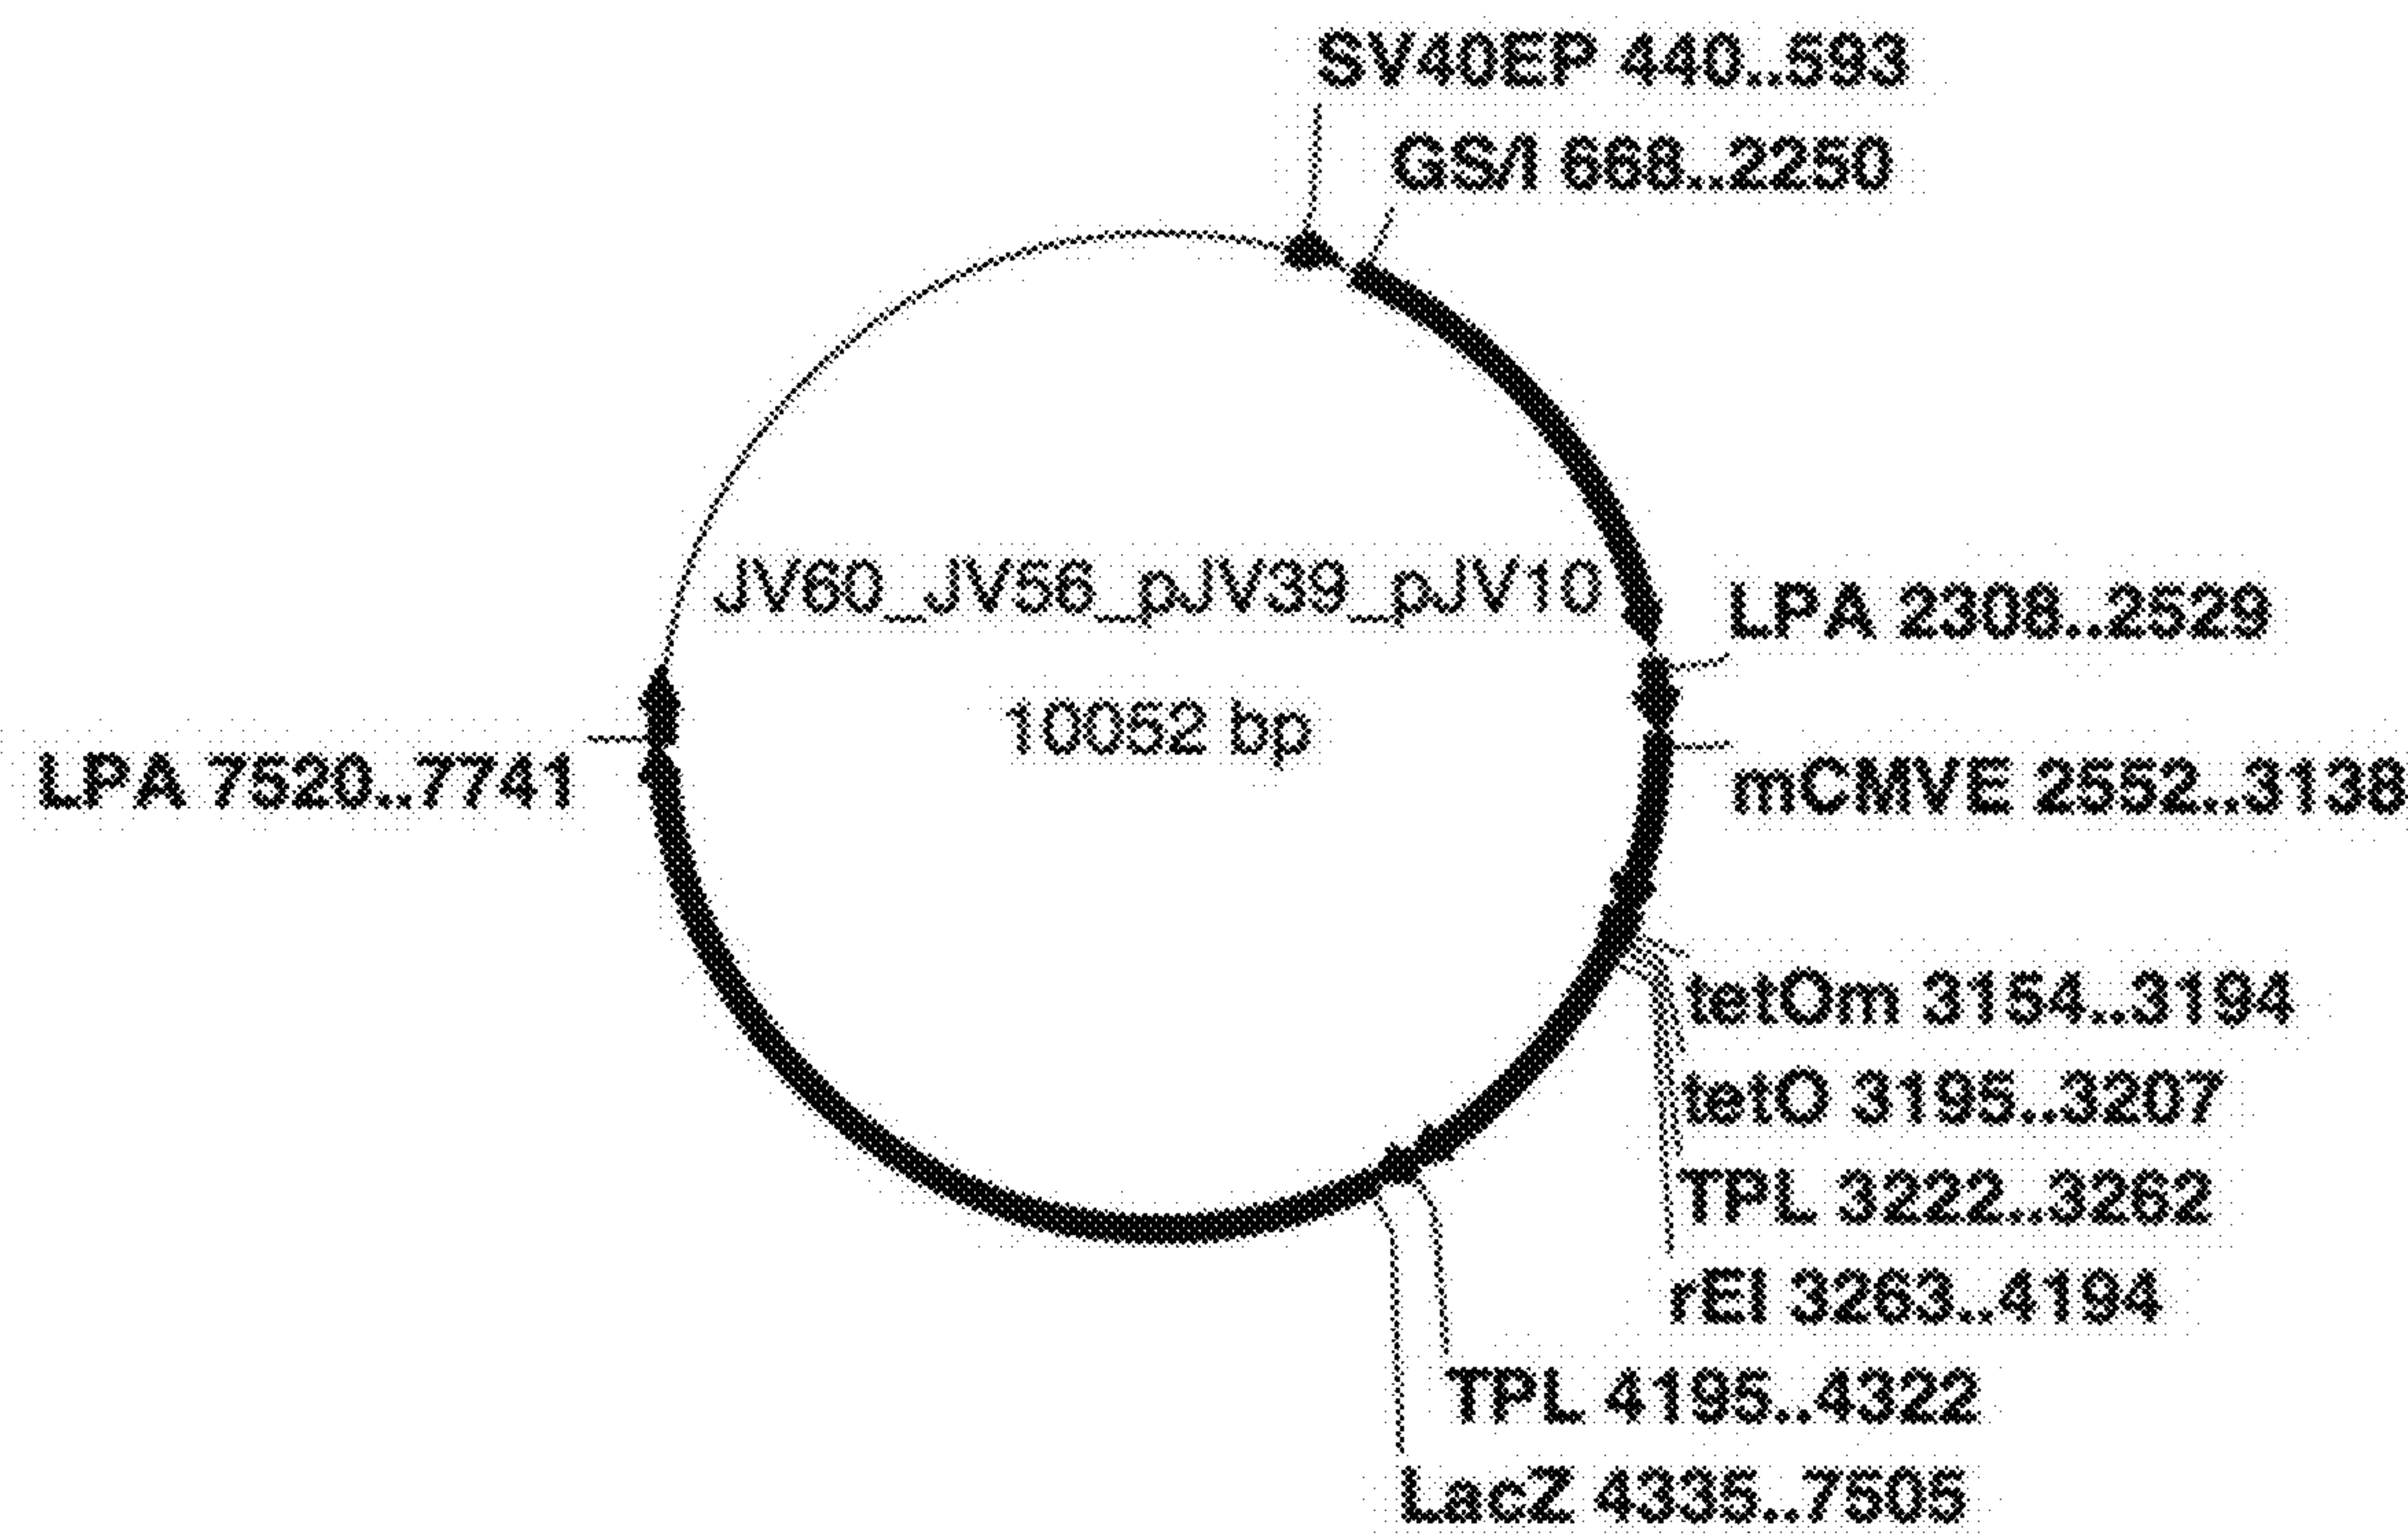 SV40EP 440..593
GS/I 668..2250
JV60_JV56_pJV39_pJV10
10052 bp
LPA 2308..2529
mCMVE 2552..3138
LPA 7520..7741
tetOm 3154..3194
tetO 3195..3207
TPL 3222..3262
rEI 3263..4194
TPL 4195..4322
LacZ 4335..7505